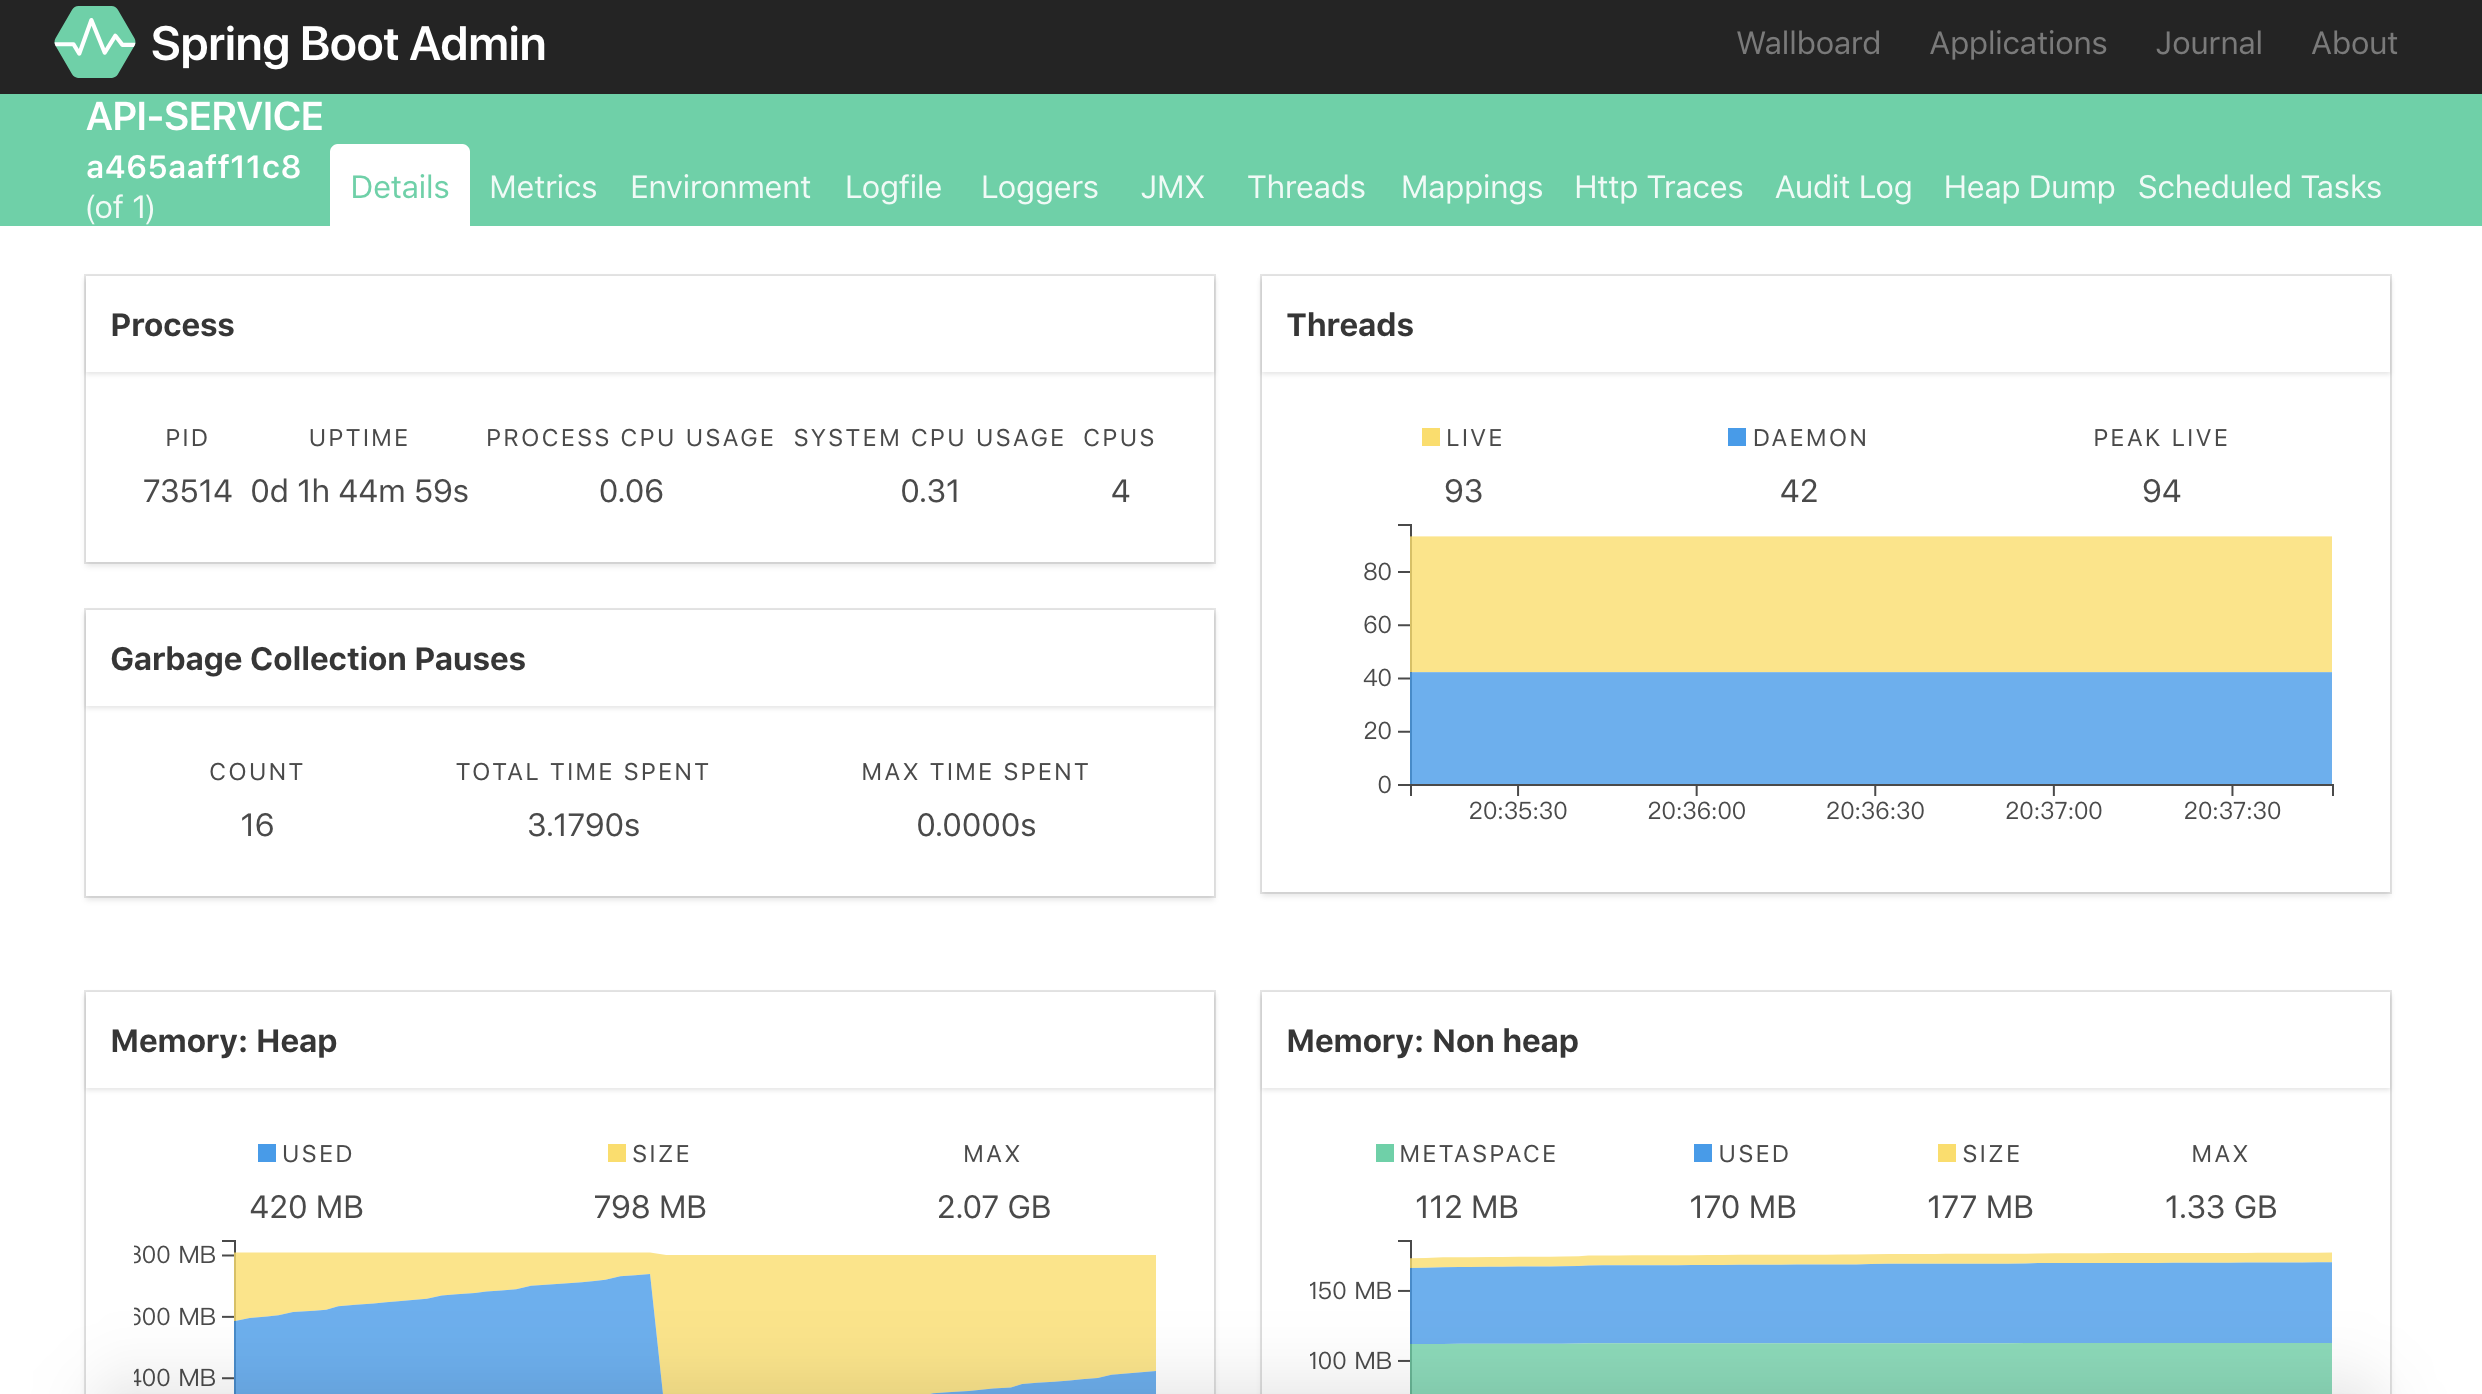 Spring Boot Admin
Wallboard Applications Journal About
API-SERVICE
a465aaff11c8
(of 1)
Details Metrics Environment Logfile Loggers JMX Threads Mappings Http Traces Audit Log Heap Dump Scheduled Tasks
Process
PID UPTIME PROCESS CPU USAGE SYSTEM CPU USAGE CPUS
73514 0d 1h 44m 59s 0.06 0.31 4
Garbage Collection Pauses
COUNT TOTAL TIME SPENT MAX TIME SPENT
16 3.1790s 0.0000s
Threads
LIVE DAEMON PEAK LIVE
93 42 94
80
60
40
20
0
20:35:30 20:36:00 20:36:30 20:37:00 20:37:30
Memory: Heap
USED SIZE MAX
420 MB 798 MB 2.07 GB
800 MB
600 MB
400 MB
Memory: Non heap
METASPACE USED SIZE MAX
112 MB 170 MB 177 MB 1.33 GB
150 MB
100 MB